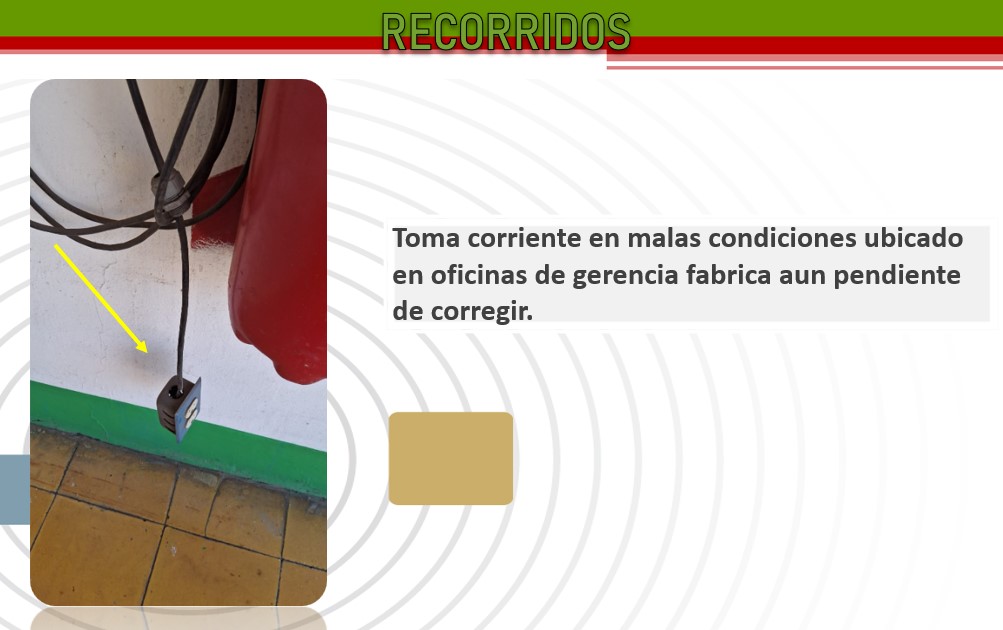 RECORRIDOS
Toma corriente en malas condiciones ubicado
en oficinas de gerencia fabrica aun pendiente
de corregir.